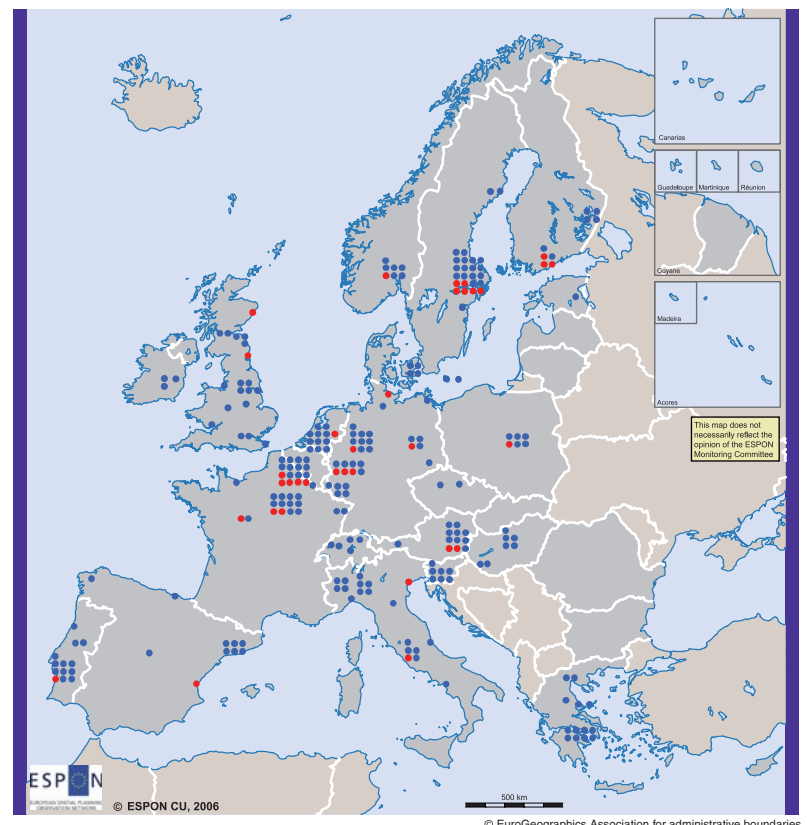 Canarias
Guadeloupe
Martinique
Réunion
Guyane
Madeira
Acores
This map does not
necessarily reflect the
opinion of the ESPON
Monitoring Committee
ESPON
EUROPEAN SPATIAL PLANNING
OBSERVATION NETWORK
© ESPON CU, 2006
500 km
© EuroGeographics Association for administrative boundaries